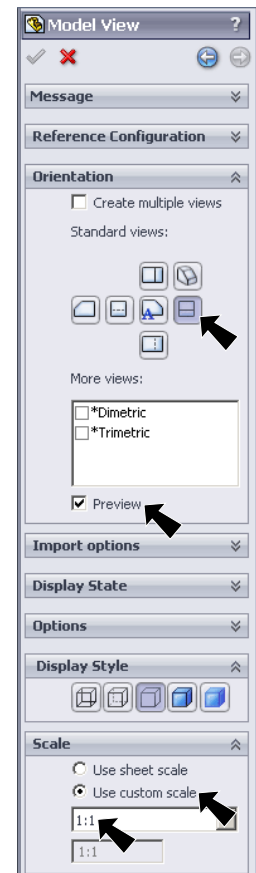 Model View ?
Message
Reference Configuration
Orientation
Create multiple views
Standard views:
A
More views:
*Dimetric
*Trimetric
Preview
Import options
Display State
Options
Display Style
Scale
Use sheet scale
Use custom scale
1:1
1:1